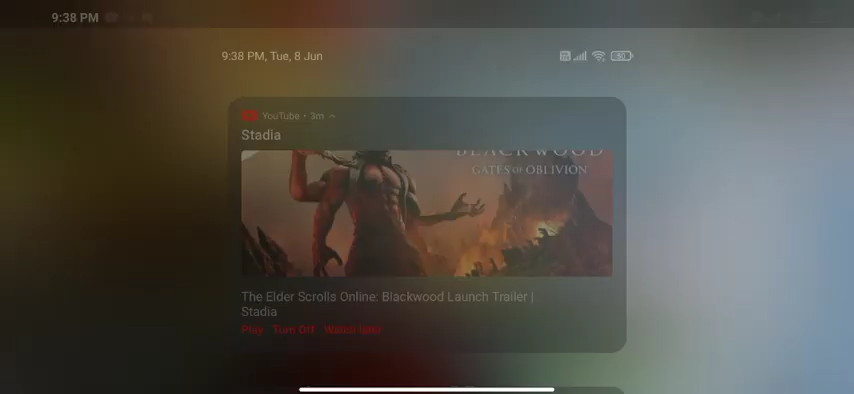 9:38 PM
9:38 PM, Tue, 8 Jun
50
YouTube • 3m
Stadia
BLACKWOOD
GATES OF OBLIVION
The Elder Scrolls Online: Blackwood Launch Trailer |
Stadia
Play Turn Off Watch later